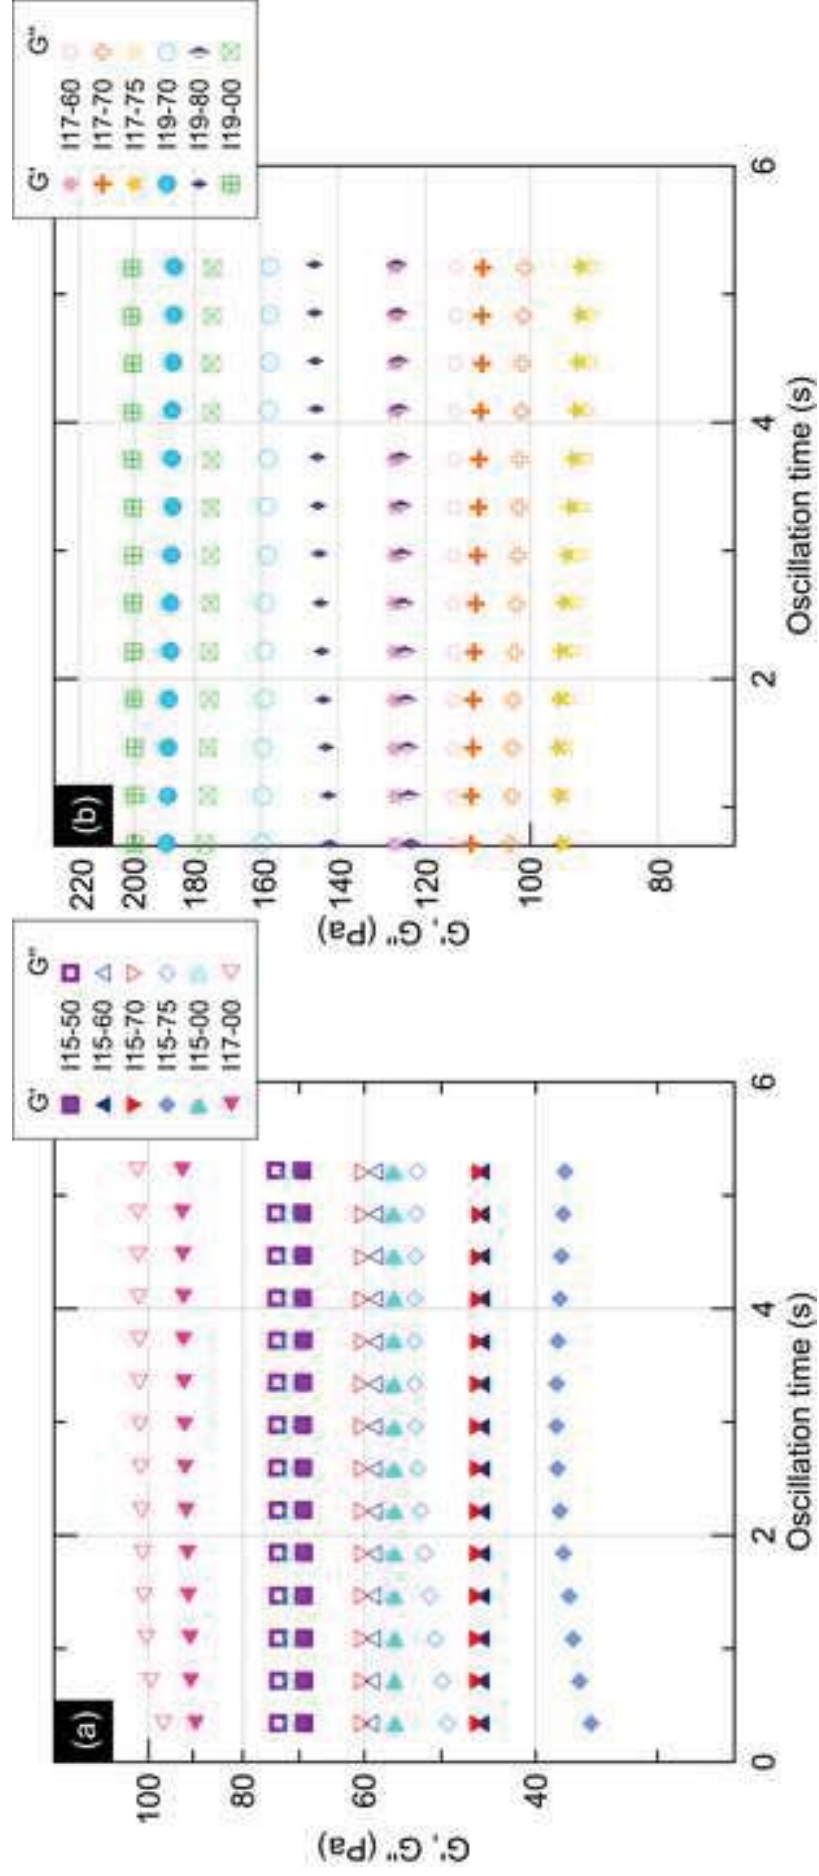 (a)
G' G"
I15-50
I15-60
I15-70
I15-75
I15-00
I17-00
100
80
60
40
0 2 4 6
G', G" (Pa)
Oscillation time (s)
(b)
G' G"
I17-60
I17-70
I17-75
I19-70
I19-80
I19-00
220
200
180
160
140
120
100
80
2 4 6
G', G" (Pa)
Oscillation time (s)